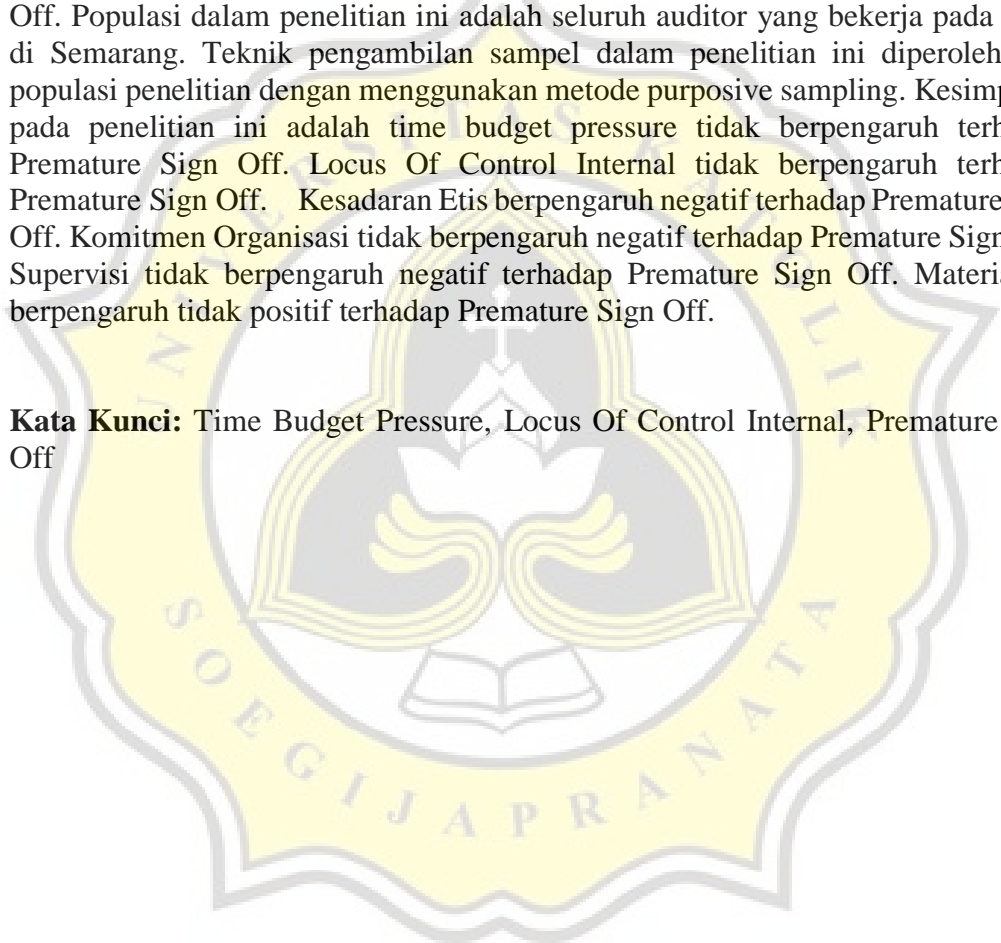 Off. Populasi dalam penelitian ini adalah seluruh auditor yang bekerja pada
di Semarang. Teknik pengambilan sampel dalam penelitian ini diperoleh
populasi penelitian dengan menggunakan metode purposive sampling. Kesimp
pada penelitian ini adalah time budget pressure tidak berpengaruh terh
Premature Sign Off. Locus Of Control Internal tidak berpengaruh terh
Premature Sign Off. Kesadaran Etis berpengaruh negatif terhadap Premature
Off. Komitmen Organisasi tidak berpengaruh negatif terhadap Premature Sign
Supervisi tidak berpengaruh negatif terhadap Premature Sign Off. Materia
berpengaruh tidak positif terhadap Premature Sign Off.
Kata Kunci: Time Budget Pressure, Locus Of Control Internal, Premature
Off
UNIVERSITAS KATOLIK
SOEGIJAPRANATA